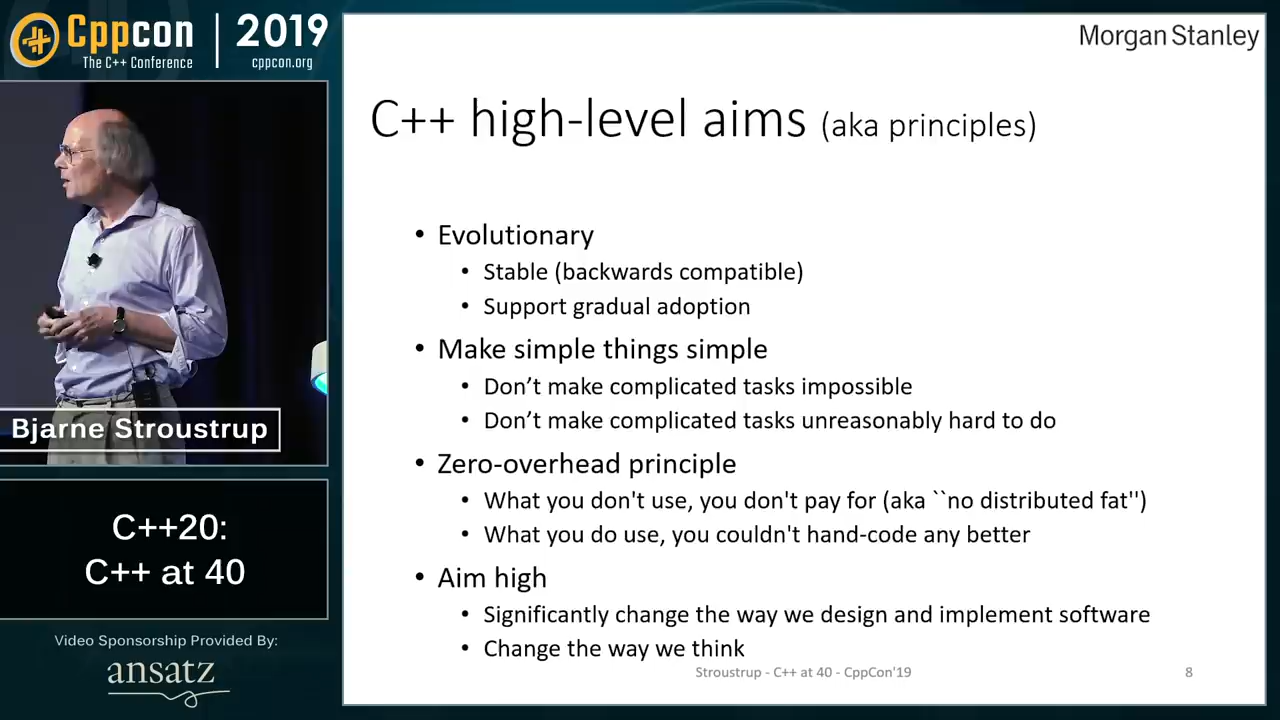 Cppcon
The C++ Conference
2019
cppcon.org
Morgan Stanley
C++ high-level aims (aka principles)
• Evolutionary
• Stable (backwards compatible)
• Support gradual adoption
• Make simple things simple
• Don’t make complicated tasks impossible
• Don’t make complicated tasks unreasonably hard to do
• Zero-overhead principle
• What you don't use, you don't pay for (aka ``no distributed fat'')
• What you do use, you couldn't hand-code any better
• Aim high
• Significantly change the way we design and implement software
• Change the way we think
Stroustrup - C++ at 40 - CppCon'19
8
Bjarne Stroustrup
C++20:
C++ at 40
Video Sponsorship Provided By:
ansatz